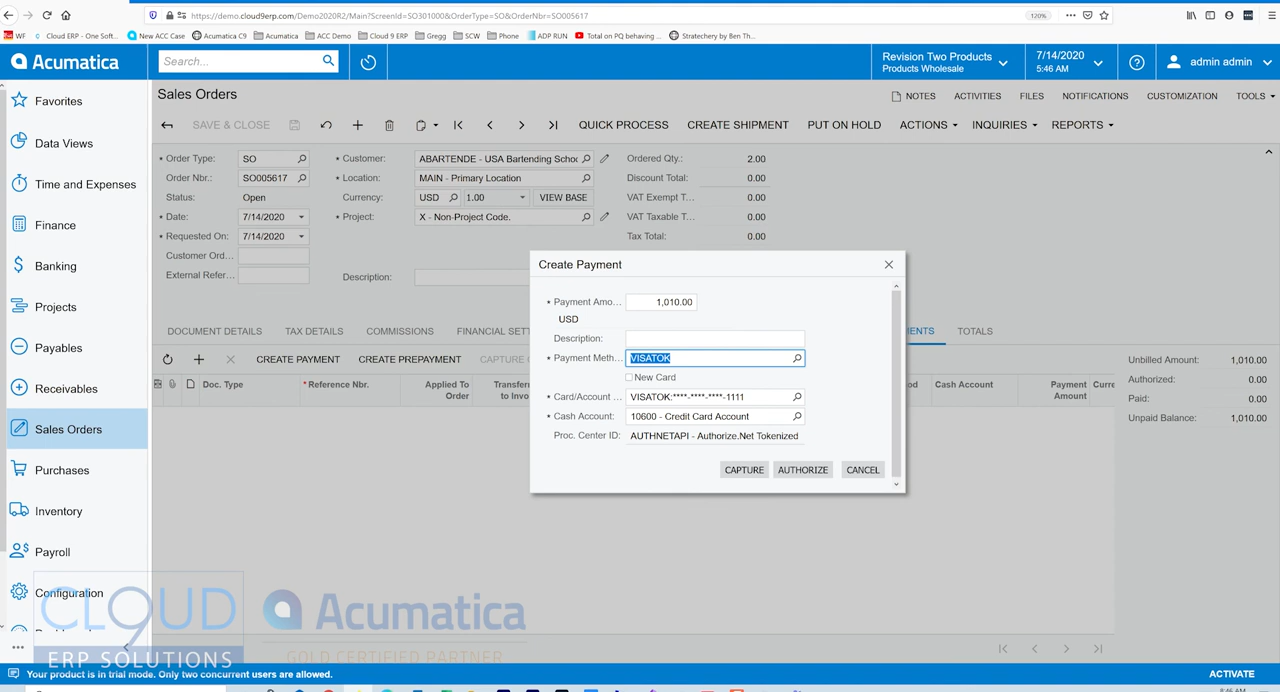 https://demo.cloud9erp.com/Demo2020R2/Main?ScreenId=SO301000&OrderType=SO&OrderNbr=SO005617
120%
WF
Cloud ERP - One Soft...
New ACC Case
Acumatica C9
Acumatica
ACC Demo
Cloud 9 ERP
Gregg
SCW
Phone
ADP RUN
Total on PQ behaving ...
Stratechery by Ben Th...
Acumatica
Search...
Revision Two Products
Products Wholesale
7/14/2020
5:46 AM
admin admin
Favorites
Data Views
Time and Expenses
Finance
Banking
Projects
Payables
Receivables
Sales Orders
Purchases
Inventory
Payroll
Configuration
Sales Orders
NOTES ACTIVITIES FILES NOTIFICATIONS CUSTOMIZATION TOOLS
SAVE & CLOSE QUICK PROCESS CREATE SHIPMENT PUT ON HOLD ACTIONS INQUIRIES REPORTS
* Order Type: SO
Order Nbr.: SO005617
Status: Open
* Date: 7/14/2020
* Requested On: 7/14/2020
Customer Ord...
External Refer...
* Customer: ABARTENDE - USA Bartending Schoo
* Location: MAIN - Primary Location
Currency: USD 1.00 VIEW BASE
* Project: X - Non-Project Code.
Description:
Ordered Qty.: 2.00
Discount Total: 0.00
VAT Exempt T... 0.00
VAT Taxable T... 0.00
Tax Total: 0.00
DOCUMENT DETAILS TAX DETAILS COMMISSIONS FINANCIAL SETT ENTS TOTALS
CREATE PAYMENT CREATE PREPAYMENT CAPTURE
Doc. Type
* Reference Nbr.
Applied To
Order
Transferr
to Invoi
od
Cash Account
Payment
Amount
Curre
Unbilled Amount: 1,010.00
Authorized: 0.00
Paid: 0.00
Unpaid Balance: 1,010.00
Create Payment
* Payment Amo... 1,010.00
USD
Description:
* Payment Meth... VISATOK
New Card
* Card/Account ... VISATOK:****-****-****-1111
* Cash Account: 10600 - Credit Card Account
Proc. Center ID: AUTHNETAPI - Authorize.Net Tokenized
CAPTURE AUTHORIZE CANCEL
CLOUD
ERP SOLUTIONS
Acumatica
GOLD CERTIFIED PARTNER
Your product is in trial mode. Only two concurrent users are allowed.
ACTIVATE